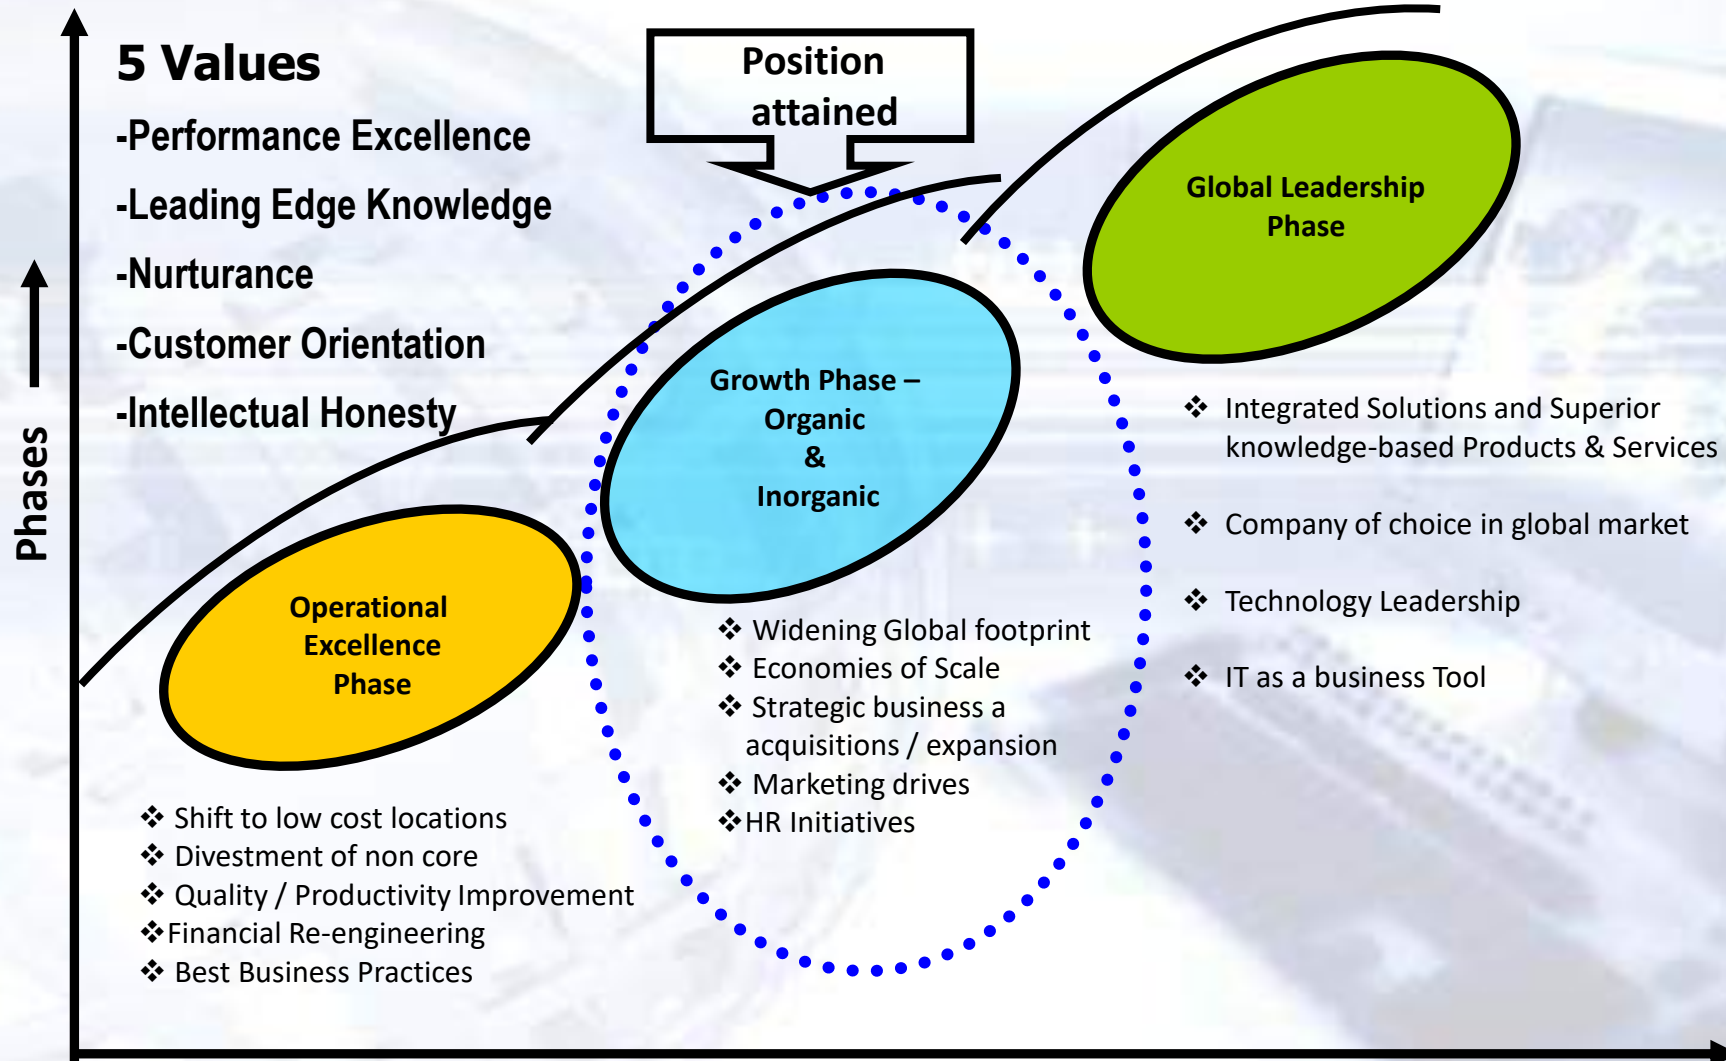 5 Values
-Performance Excellence
-Leading Edge Knowledge
-Nurturance
-Customer Orientation
-Intellectual Honesty
Position
attained
Phases
Operational
Excellence
Phase
❖ Shift to low cost locations
❖ Divestment of non core
❖ Quality / Productivity Improvement
❖Financial Re-engineering
❖ Best Business Practices
Growth Phase –
Organic
&
Inorganic
❖ Widening Global footprint
❖ Economies of Scale
❖ Strategic business a
acquisitions / expansion
❖ Marketing drives
❖HR Initiatives
Global Leadership
Phase
❖ Integrated Solutions and Superior
knowledge-based Products & Services
❖ Company of choice in global market
❖ Technology Leadership
❖ IT as a business Tool